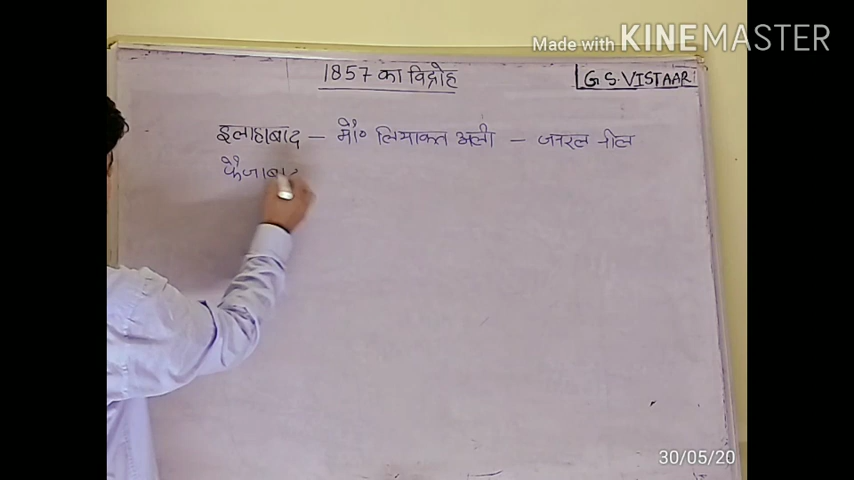 Made with KINEMASTER
1857 का विद्रोह
G.S.VISTAAR
इलाहाबाद - मौ० लियाकत अली - जनरल नील
फैजाबाद
30/05/20